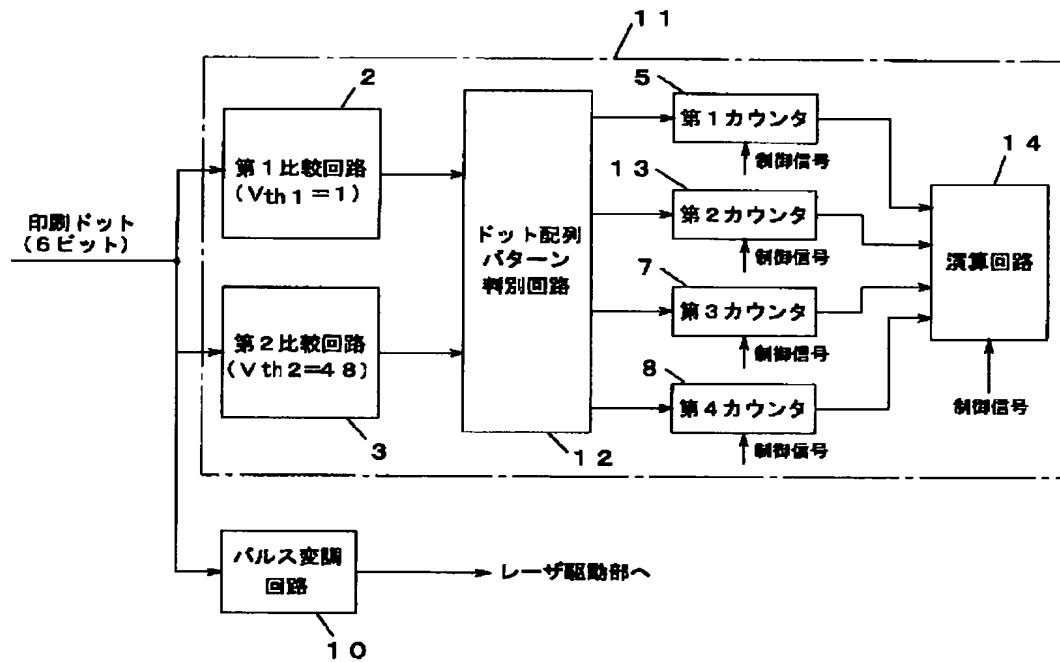 11
2
第1比較回路
(Vth1=1)
印刷ドット
(6ビット)
第2比較回路
(Vth2=48)
3
ドット配列
パターン
判別回路
12
5
第1カウンタ
制御信号
13
第2カウンタ
制御信号
7
第3カウンタ
制御信号
8
第4カウンタ
制御信号
14
演算回路
制御信号
パルス変調
回路
10
レーザ駆動部へ